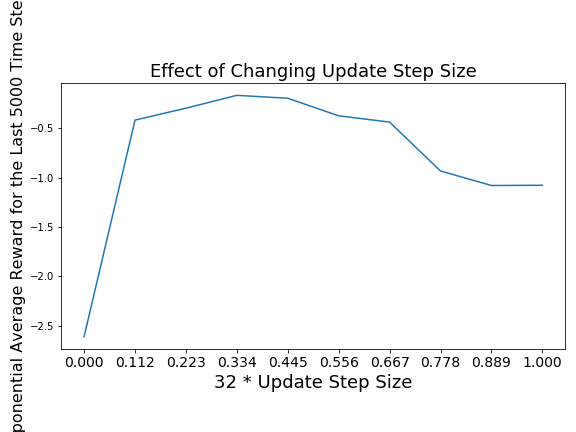 Effect of Changing Update Step Size
ponential Average Reward for the Last 5000 Time Ste
−0.5
−1.0
−1.5
−2.0
−2.5
0.000 0.112 0.223 0.334 0.445 0.556 0.667 0.778 0.889 1.000
32 * Update Step Size